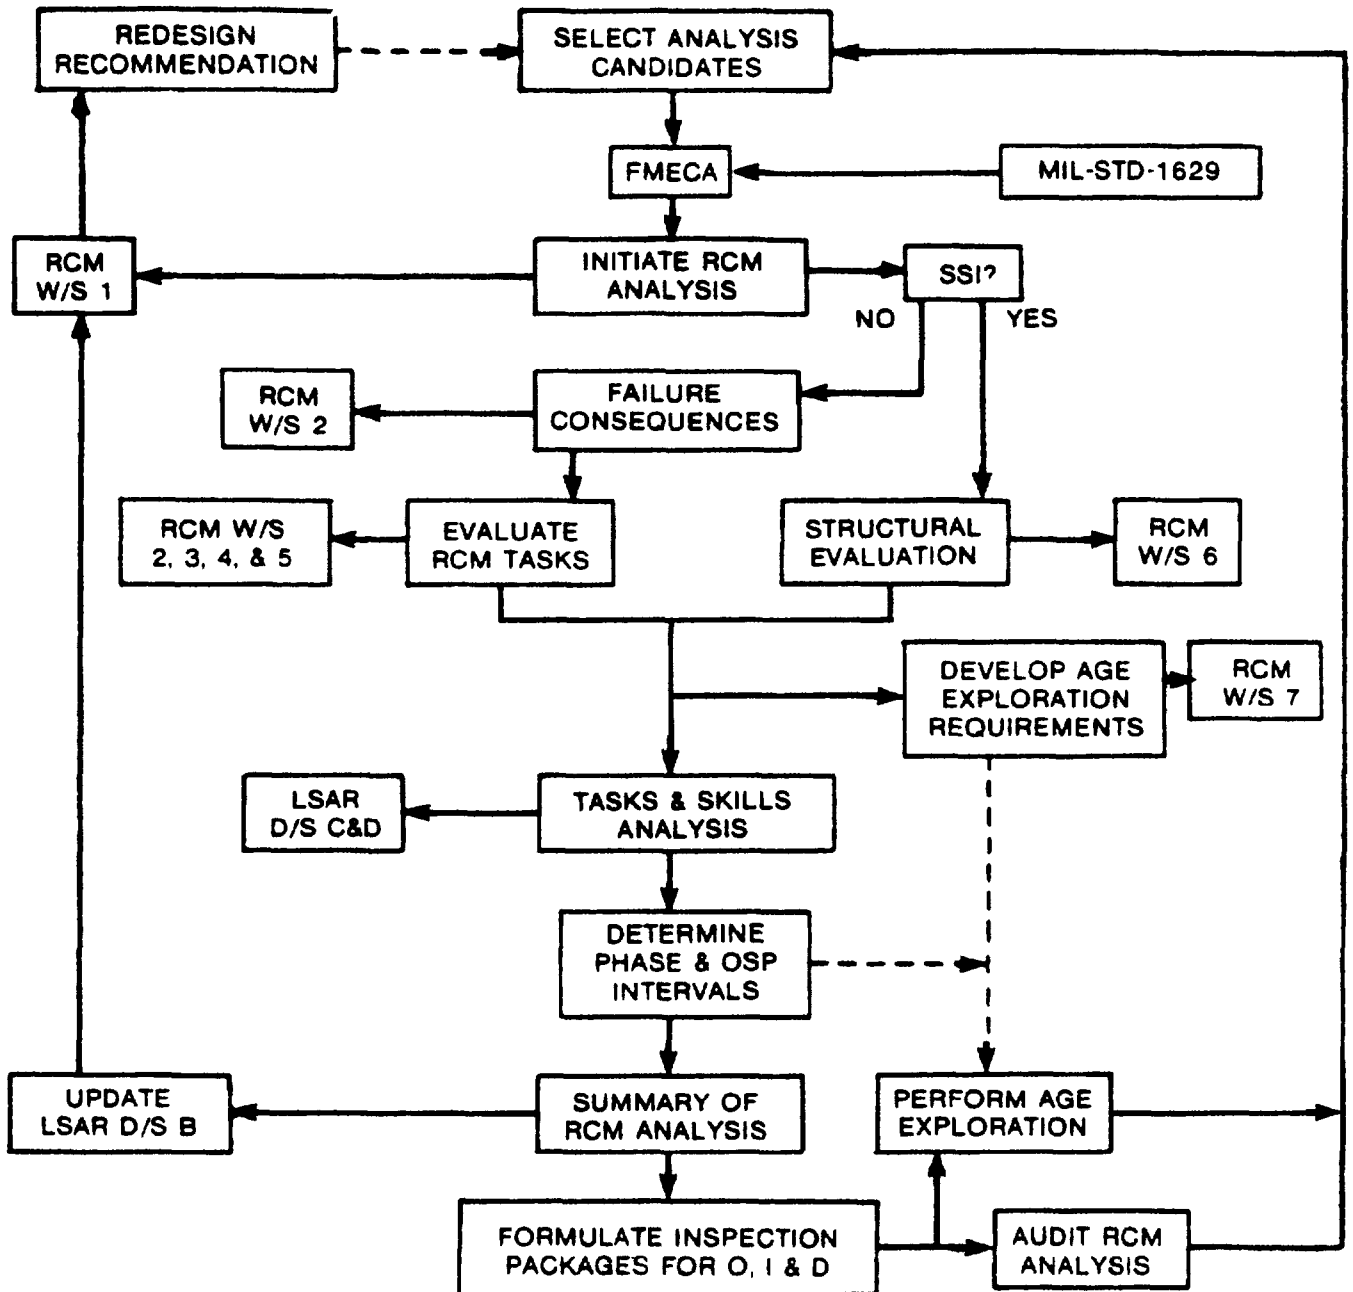 REDESIGN
RECOMMENDATION
SELECT ANALYSIS
CANDIDATES
FMECA
MIL-STD-1629
RCM
W/S 1
INITIATE RCM
ANALYSIS
SSI?
NO
YES
RCM
W/S 2
FAILURE
CONSEQUENCES
RCM W/S
2, 3, 4, & 5
EVALUATE
RCM TASKS
STRUCTURAL
EVALUATION
RCM
W/S 6
DEVELOP AGE
EXPLORATION
REQUIREMENTS
RCM
W/S 7
LSAR
D/S C&D
TASKS & SKILLS
ANALYSIS
DETERMINE
PHASE & OSP
INTERVALS
UPDATE
LSAR D/S B
SUMMARY OF
RCM ANALYSIS
PERFORM AGE
EXPLORATION
FORMULATE INSPECTION
PACKAGES FOR O, I & D
AUDIT RCM
ANALYSIS